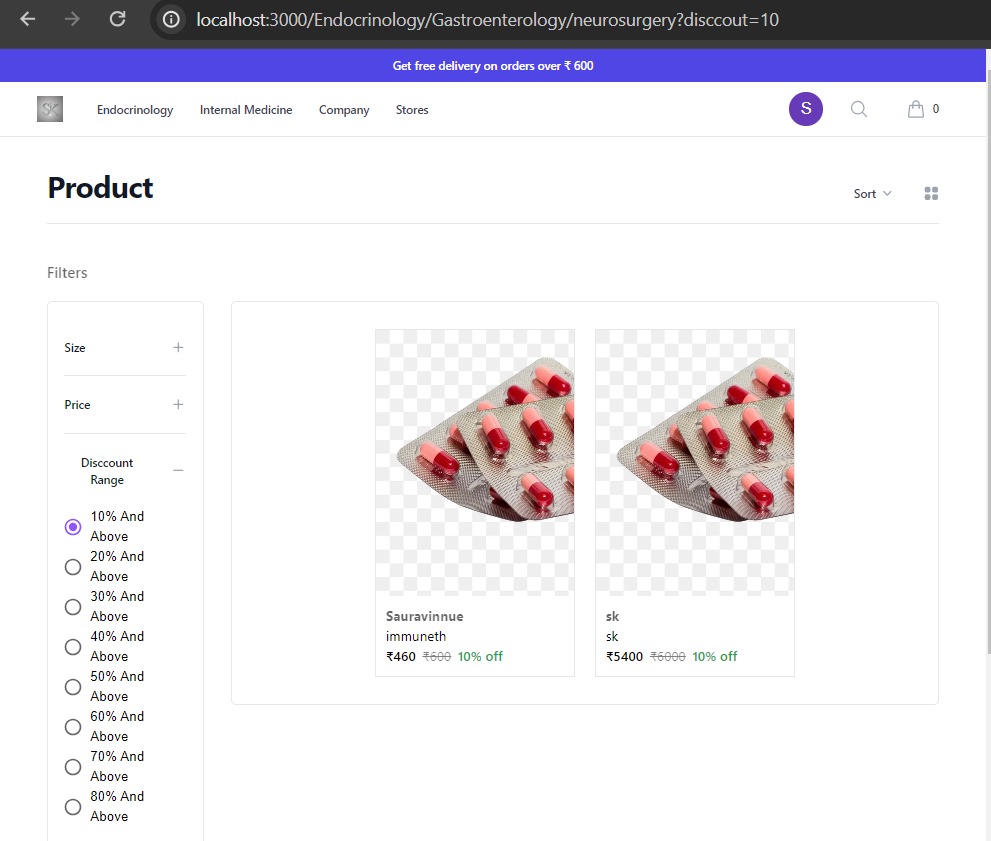 localhost:3000/Endocrinology/Gastroenterology/neurosurgery?disccout=10
Get free delivery on orders over ₹ 600
SK Endocrinology Internal Medicine Company Stores S 0
Product
Sort
Filters
Size
Price
Disccount
Range
10% And
Above
20% And
Above
30% And
Above
40% And
Above
50% And
Above
60% And
Above
70% And
Above
80% And
Above
Sauravinnue
immuneth
₹460 ₹600 10% off
sk
sk
₹5400 ₹6000 10% off